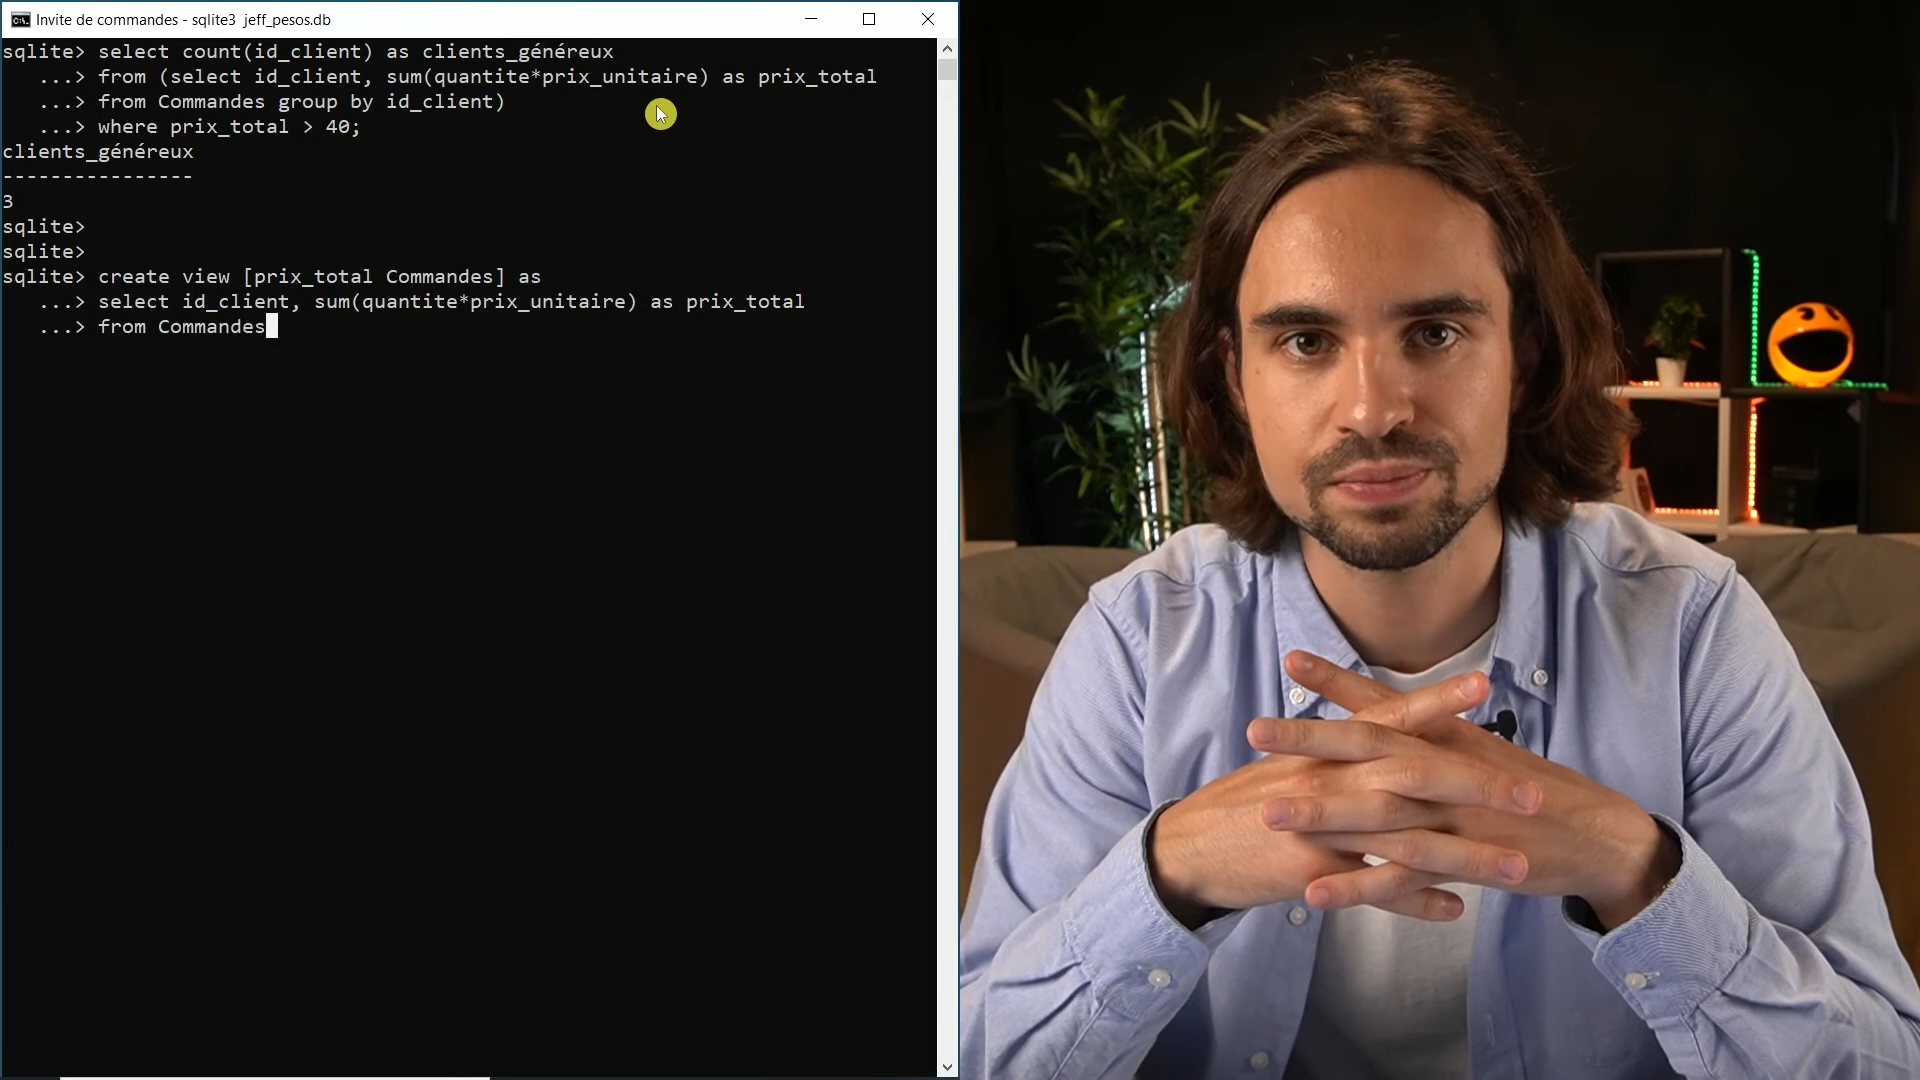 Invite de commandes - sqlite3  jeff_pesos.db
sqlite> select count(id_client) as clients_généreux
...> from (select id_client, sum(quantite*prix_unitaire) as prix_total
...> from Commandes group by id_client)
...> where prix_total > 40;
clients_généreux
----------------
3
sqlite>
sqlite>
sqlite> create view [prix_total Commandes] as
...> select id_client, sum(quantite*prix_unitaire) as prix_total
...> from Commandes